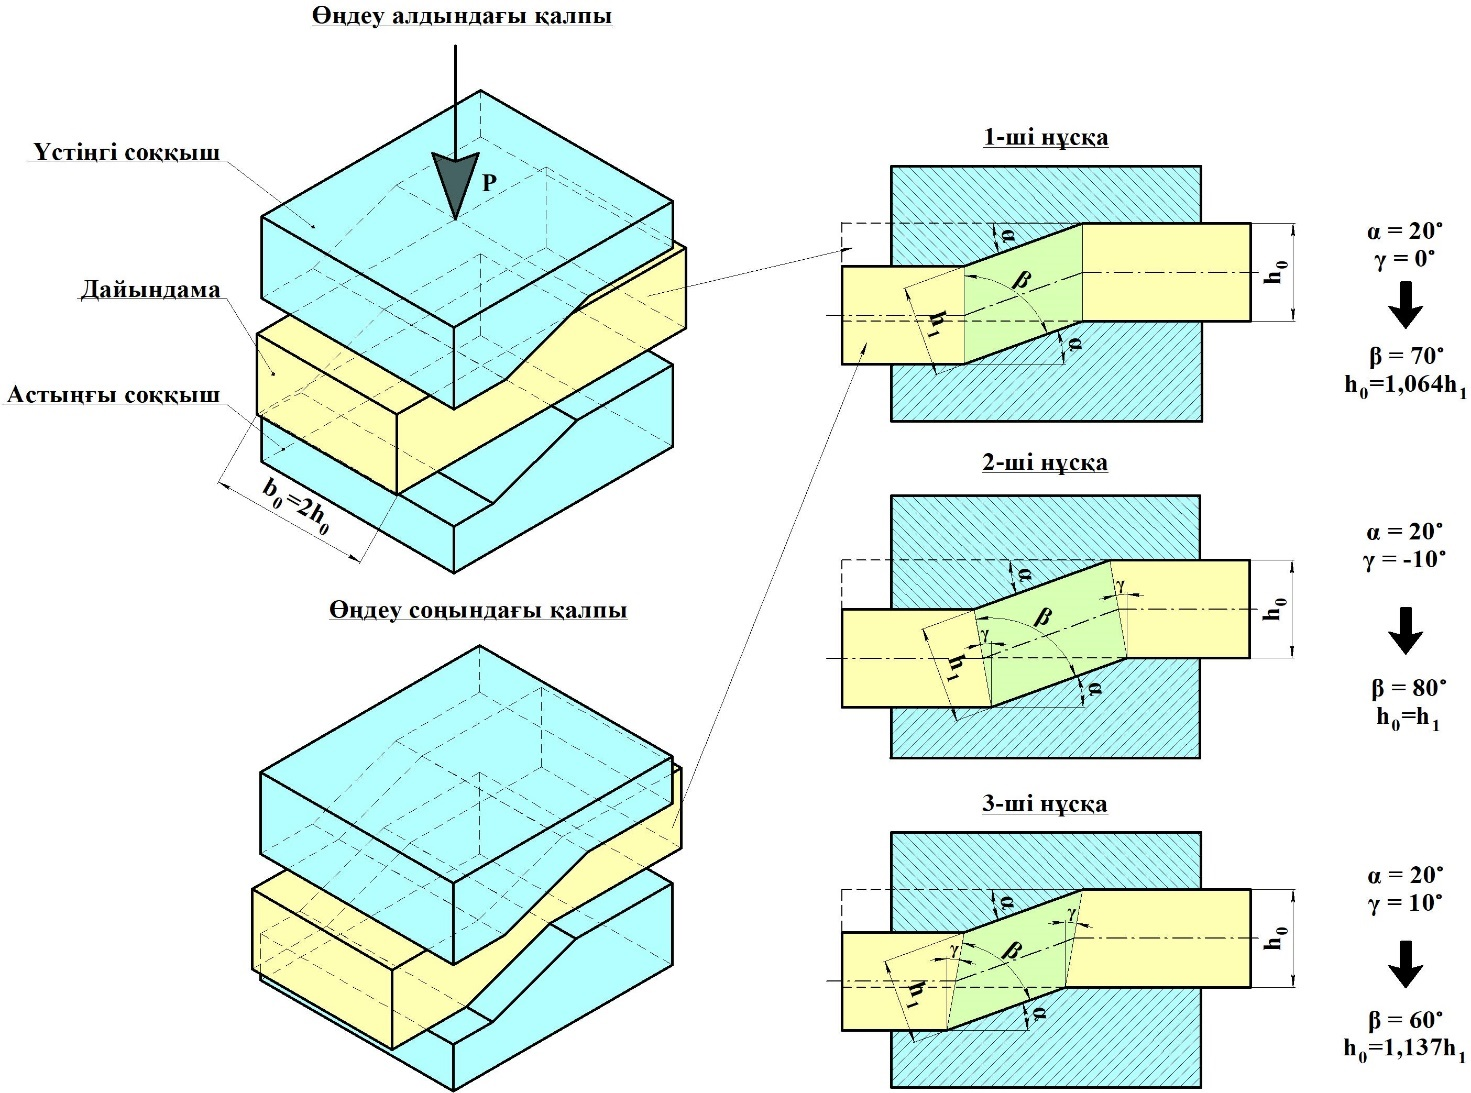 Өңдеу алдындағы қалпы
P
Үстіңгі соққыш
Дайындама
Астыңғы соққыш
b₀=2h₀
Өңдеу соңындағы қалпы
1-ші нұсқа
α
β
h₁
α
h₀
α = 20˚
γ = 0˚
β = 70˚
h₀=1,064h₁
2-ші нұсқа
α
γ
β
γ
h₁
α
h₀
α = 20˚
γ = -10˚
β = 80˚
h₀=h₁
3-ші нұсқа
α
γ
β
γ
h₁
α
h₀
α = 20˚
γ = 10˚
β = 60˚
h₀=1,137h₁